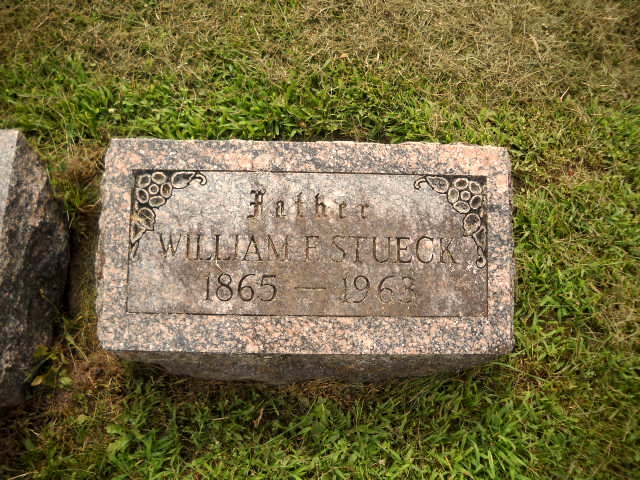 Father
WILLIAM F STUECK
1865 — 1963